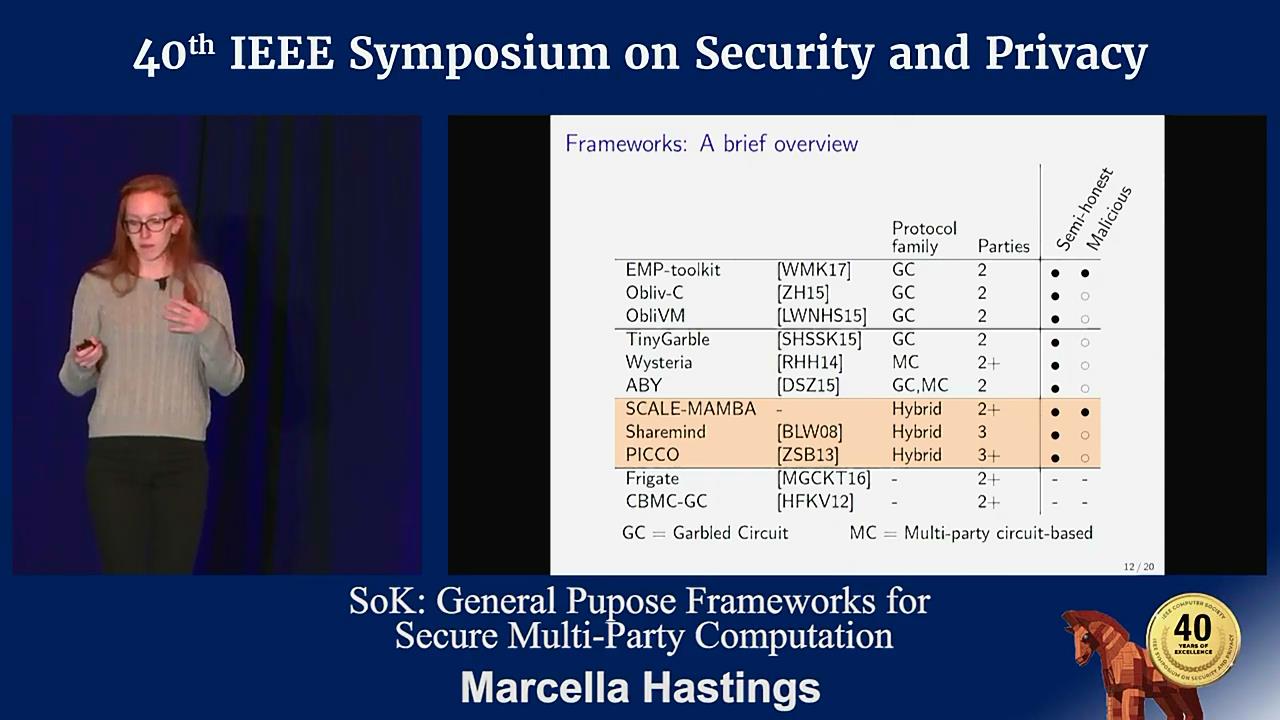 40th IEEE Symposium on Security and Privacy
Frameworks: A brief overview
Semi-honest
Malicious
Protocol family Parties
EMP-toolkit [WMK17] GC 2 ● ●
Obliv-C [ZH15] GC 2 ● ○
ObliVM [LWNHS15] GC 2 ● ○
TinyGarble [SHSSK15] GC 2 ● ○
Wysteria [RHH14] MC 2+ ● ○
ABY [DSZ15] GC,MC 2 ● ○
SCALE-MAMBA - Hybrid 2+ ● ●
Sharemind [BLW08] Hybrid 3 ● ○
PICCO [ZSB13] Hybrid 3+ ● ○
Frigate [MGCKT16] - 2+ - -
CBMC-GC [HFKV12] - 2+ - -
GC = Garbled Circuit MC = Multi-party circuit-based
12 / 20
SoK: General Pupose Frameworks for
Secure Multi-Party Computation
Marcella Hastings
IEEE COMPUTER SOCIETY
40
YEARS OF
EXCELLENCE
IEEE SYMPOSIUM ON SECURITY AND PRIVACY